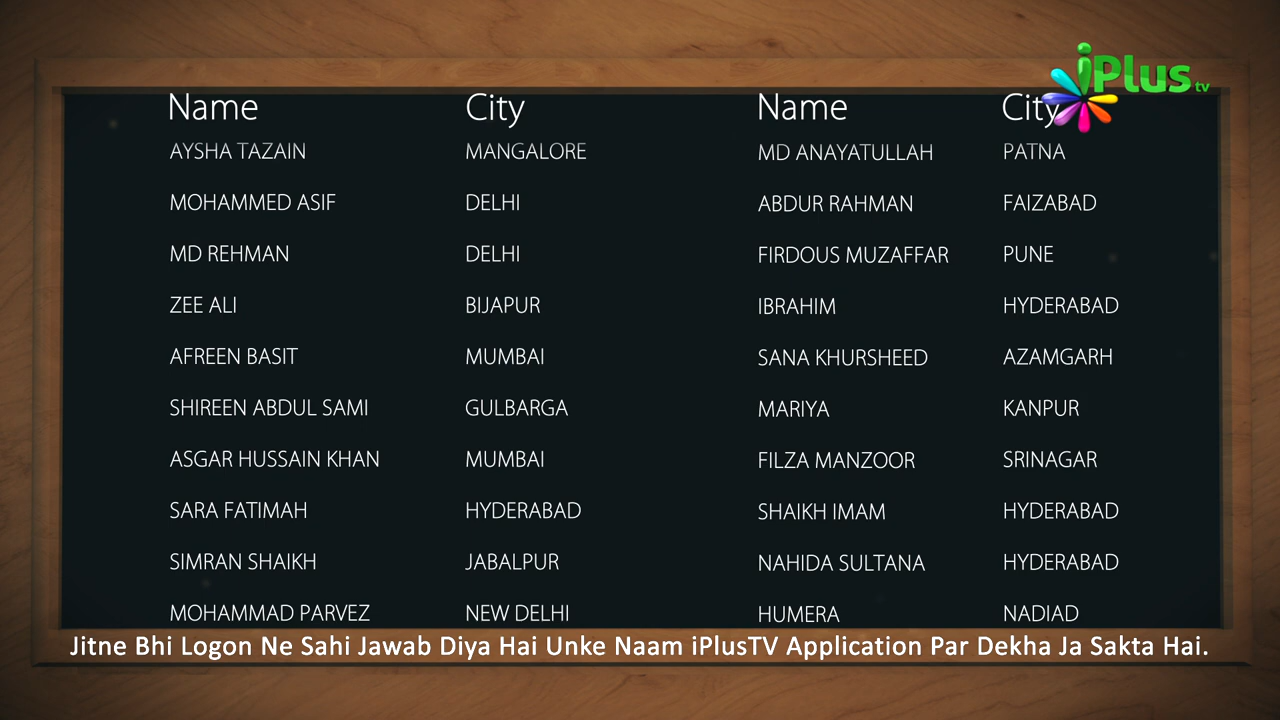 iPlus tv
Name City Name City
AYSHA TAZAIN MANGALORE MD ANAYATULLAH PATNA
MOHAMMED ASIF DELHI ABDUR RAHMAN FAIZABAD
MD REHMAN DELHI FIRDOUS MUZAFFAR PUNE
ZEE ALI BIJAPUR IBRAHIM HYDERABAD
AFREEN BASIT MUMBAI SANA KHURSHEED AZAMGARH
SHIREEN ABDUL SAMI GULBARGA MARIYA KANPUR
ASGAR HUSSAIN KHAN MUMBAI FILZA MANZOOR SRINAGAR
SARA FATIMAH HYDERABAD SHAIKH IMAM HYDERABAD
SIMRAN SHAIKH JABALPUR NAHIDA SULTANA HYDERABAD
MOHAMMAD PARVEZ NEW DELHI HUMERA NADIAD
Jitne Bhi Logon Ne Sahi Jawab Diya Hai Unke Naam iPlusTV Application Par Dekha Ja Sakta Hai.